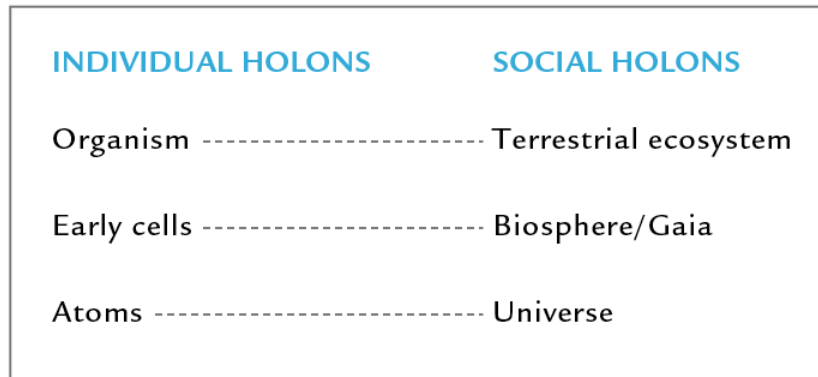 INDIVIDUAL HOLONS SOCIAL HOLONS
Organism Terrestrial ecosystem
Early cells Biosphere/Gaia
Atoms Universe